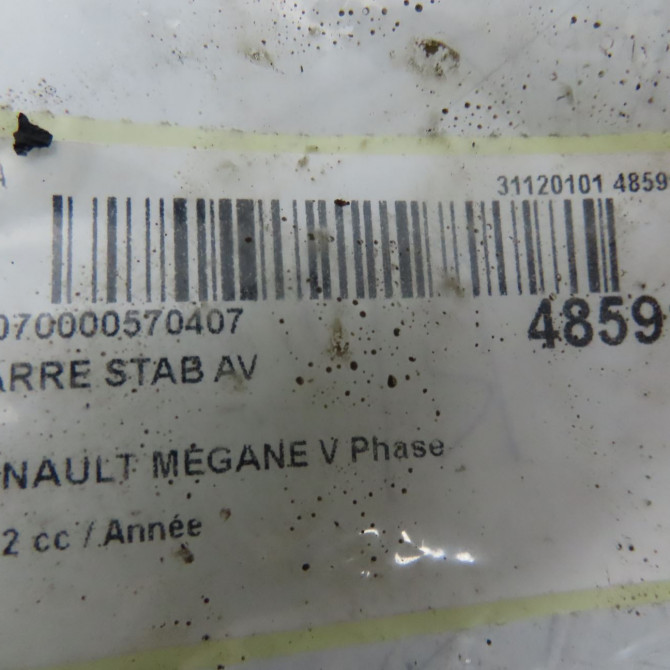 A
31120101 4859
070000570407
4859
ARRE STAB AV
NAULT MEGANE V Phase
2 cc / Année